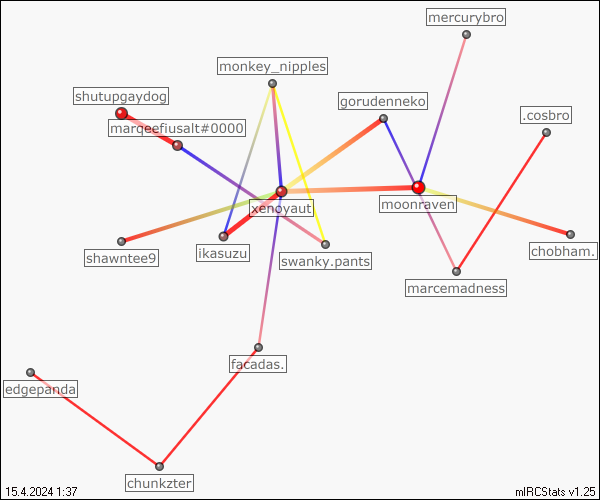 mercurybro
monkey_nipples
shutupgaydog
gorudenneko
.cosbro
marqeefiusalt#0000
xenoyaut
moonraven
shawntee9
ikasuzu
swanky.pants
chobham.
marcemadness
facadas.
edgepanda
chunkzter
15.4.2024 1:37
mIRCStats v1.25